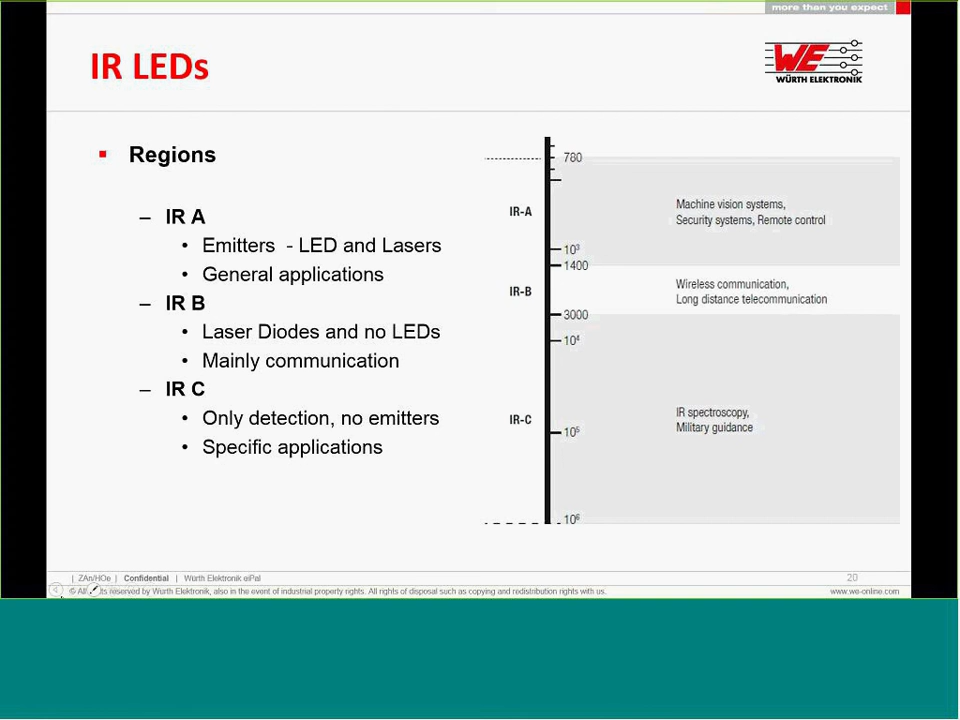 more than you expect
IR LEDs
WE
WÜRTH ELEKTRONIK
Regions
– IR A
• Emitters - LED and Lasers
• General applications
– IR B
• Laser Diodes and no LEDs
• Mainly communication
– IR C
• Only detection, no emitters
• Specific applications
780
IR-A
Machine vision systems,
Security systems, Remote control
10³
1400
IR-B
Wireless communication,
Long distance telecommunication
3000
10⁴
IR-C
IR spectroscopy,
Military guidance
10⁵
10⁶
| ZAn/HOe | Confidential | Würth Elektronik eiPal
20
reserved by Wurth Elektronik, also in the event of industrial property rights. All rights of disposal such as copying and redistribution rights with us.
www.we-online.com